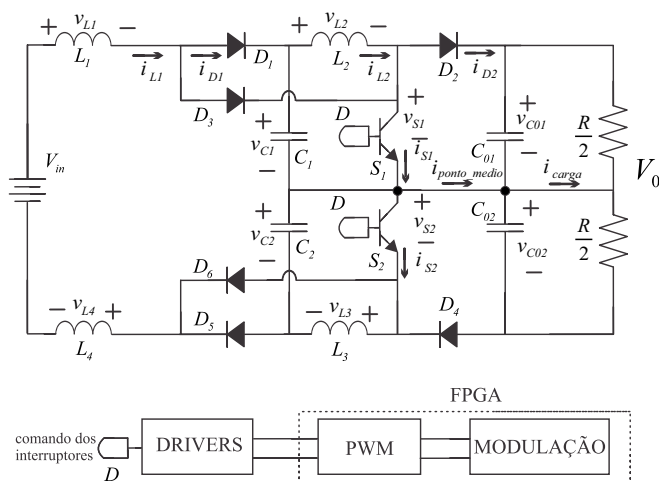 + v_L1 −
L_1
i_L1
i_D1
D_1
+ v_L2 −
L_2
i_L2
D_2
i_D2
D_3
D
+ v_C1 −
C_1
+ v_S1 −
S_1
i_S1
C_01
+ v_C01 −
R/2
V_in
i_ponto_medio
i_carga
V_0
D
+ v_C2 −
C_2
+ v_S2 −
S_2
i_S2
C_02
+ v_C02 −
R/2
D_6
− v_L4 +
L_4
D_5
− v_L3 +
L_3
D_4
FPGA
comando dos
interruptores
D
DRIVERS
PWM
MODULAÇÃO